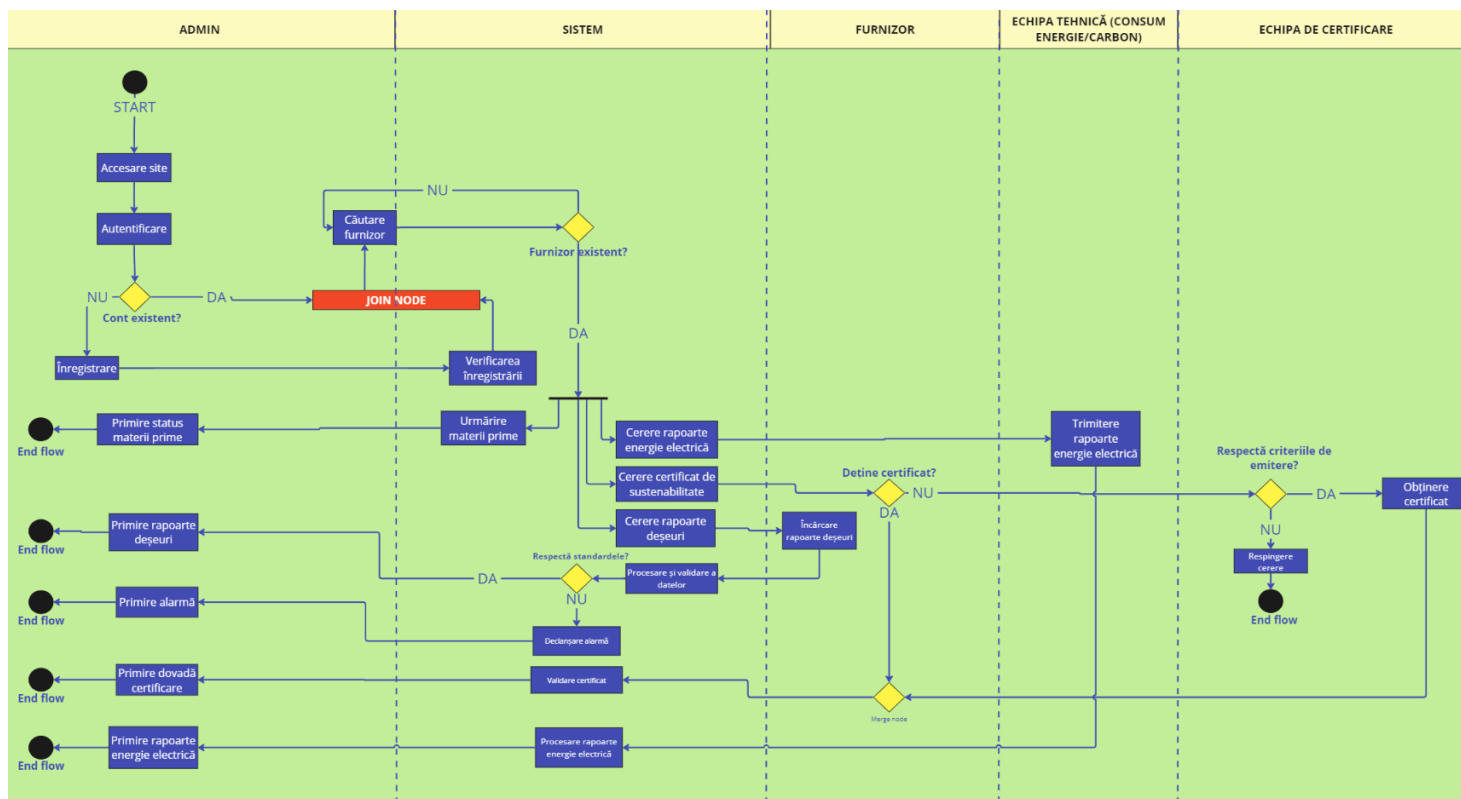 ADMIN
SISTEM
FURNIZOR
ECHIPA TEHNICĂ (CONSUM
ENERGIE/CARBON)
ECHIPA DE CERTIFICARE
START
Accesare site
Autentificare
NU
DA
Cont existent?
Înregistrare
NU
Căutare
furnizor
Furnizor existent?
JOIN NODE
Verificarea
înregistrării
DA
Primire status
materii prime
End flow
Urmărire
materii prime
Cerere rapoarte
energie electrică
Trimitere
rapoarte
energie electrică
Cerere certificat de
sustenabilitate
Deține certificat?
NU
DA
Respectă criteriile de
emitere?
DA
Obținere
certificat
NU
Respingere
cerere
End flow
Cerere rapoarte
deșeuri
Încărcare
rapoarte deșeuri
Primire rapoarte
deșeuri
End flow
Respectă standardele?
DA
Procesare și validare a
datelor
NU
Primire alarmă
End flow
Declanșare alarmă
Primire dovadă
certificare
End flow
Validare certificat
Merge node
Primire rapoarte
energie electrică
End flow
Procesare rapoarte
energie electrică